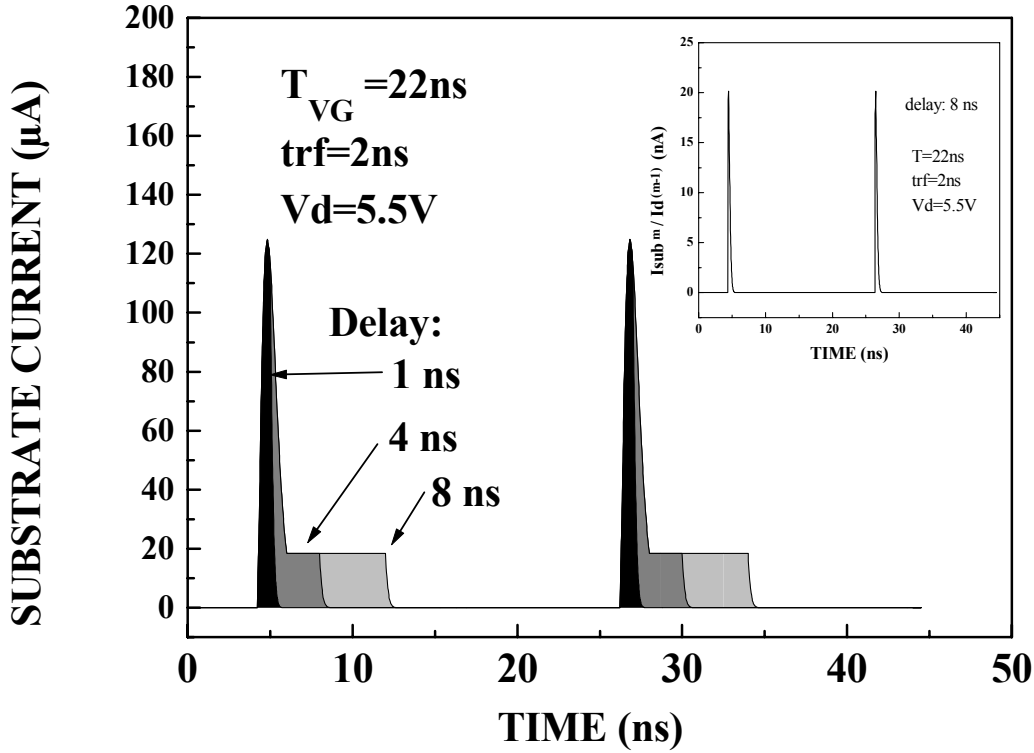 SUBSTRATE CURRENT (µA)
200
180
160
140
120
100
80
60
40
20
0
T_VG =22ns
trf=2ns
Vd=5.5V
Delay:
1 ns
4 ns
8 ns
0 10 20 30 40 50
TIME (ns)
Isub m / Id (m-1) (nA)
25
20
15
10
5
0
delay: 8 ns
T=22ns
trf=2ns
Vd=5.5V
0 10 20 30 40
TIME (ns)